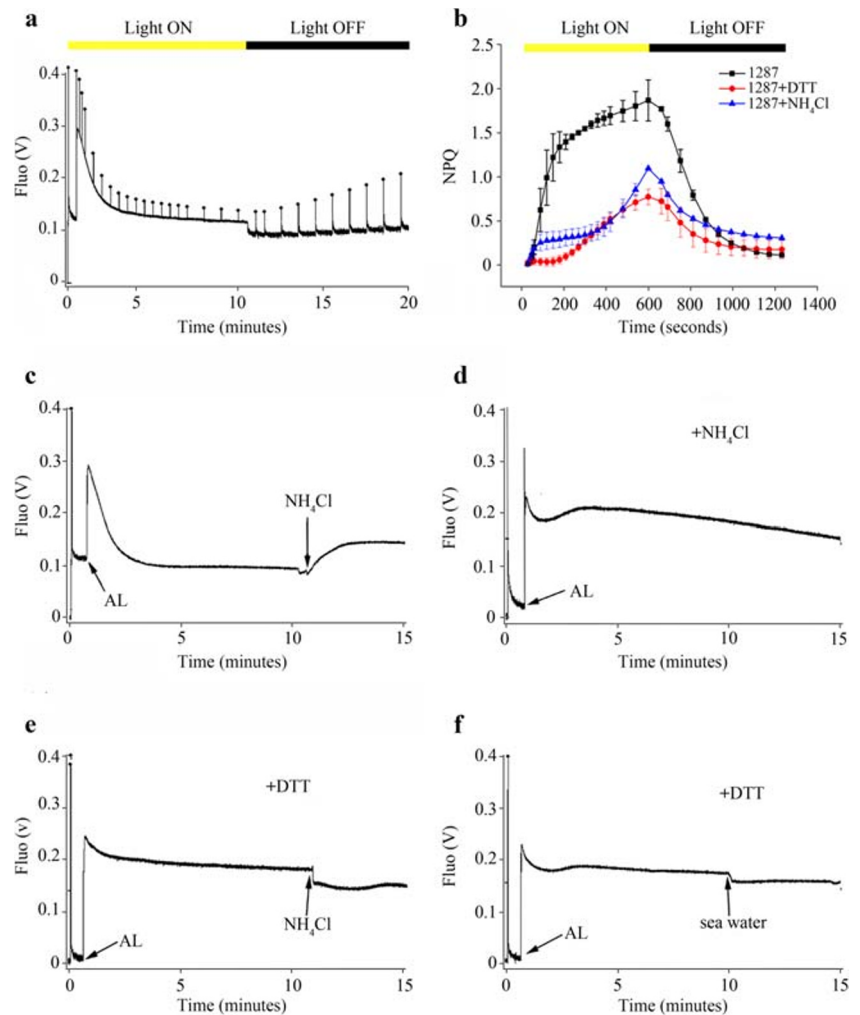 a
Light ON Light OFF
0.4
0.3
0.2
0.1
0
Fluo (V)
0 5 10 15 20
Time (minutes)
b
Light ON Light OFF
2.5
2.0
1.5
1.0
0.5
0
NPQ
1287
1287+DTT
1287+NH4Cl
0 200 400 600 800 1000 1200 1400
Time (seconds)
c
0.4
0.3
0.2
0.1
0
Fluo (V)
NH4Cl
AL
0 5 10 15
Time (minutes)
d
0.4
0.3
0.2
0.1
0
Fluo (V)
+NH4Cl
AL
0 5 10 15
Time (minutes)
e
0.4
0.3
0.2
0.1
0
Fluo (v)
+DTT
NH4Cl
AL
0 5 10 15
Time (minutes)
f
0.4
0.3
0.2
0.1
0
Fluo (V)
+DTT
sea water
AL
0 5 10 15
Time (minutes)